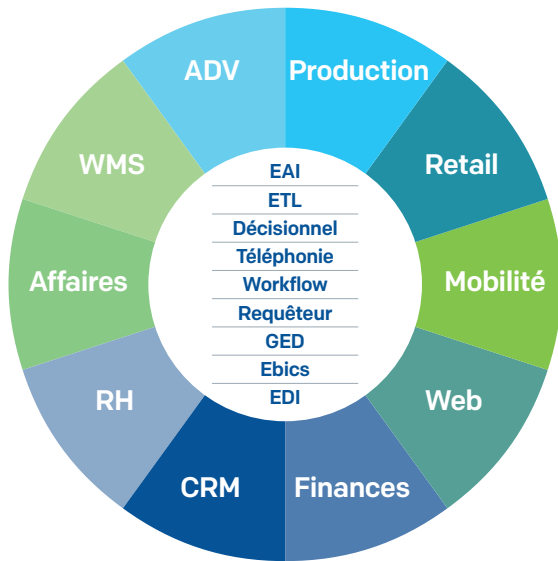 ADV
Production
WMS
Retail
Affaires
Mobilité
RH
Web
CRM
Finances
EAI
ETL
Décisionnel
Téléphonie
Workflow
Requêteur
GED
Ebics
EDI